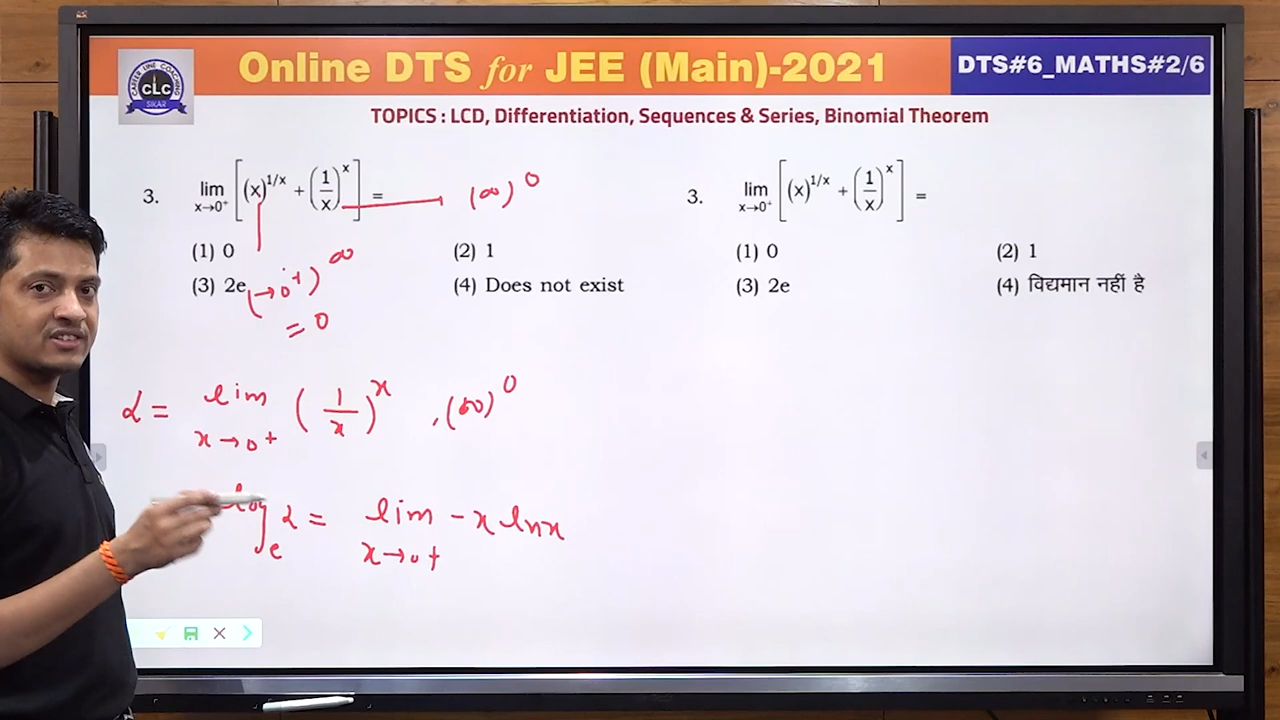 Online DTS for JEE (Main)-2021
DTS#6_MATHS#2/6
CAREER LINE COACHING
CLC
SIKAR
TOPICS : LCD, Differentiation, Sequences & Series, Binomial Theorem
3. lim x→0⁺ [(x)^{1/x} + (1/x)^x] =
(∞)^0
(1) 0
(2) 1
(3) 2e
(4) Does not exist
(→0⁺)^∞
= 0
3. lim x→0⁺ [(x)^{1/x} + (1/x)^x] =
(1) 0
(2) 1
(3) 2e
(4) विद्यमान नहीं है
α = lim x→0+ (1/x)^x , (∞)^0
log_e α = lim x→0+ -x ln x